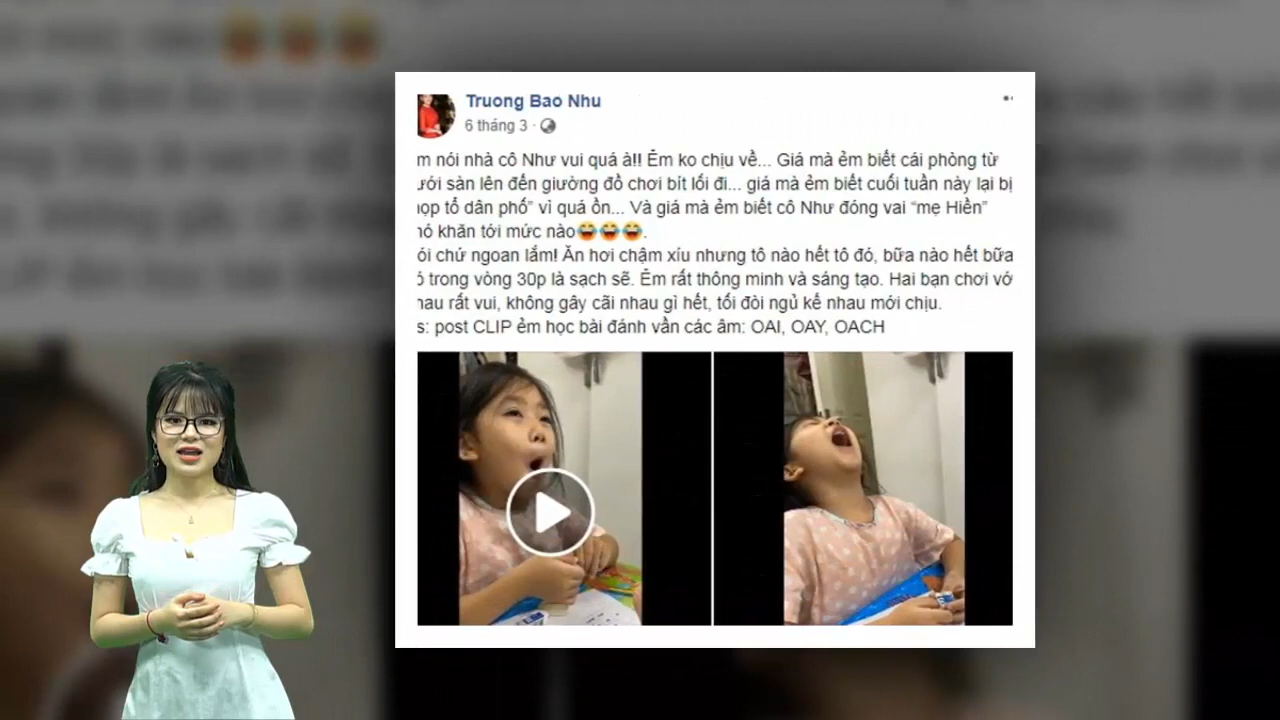 Truong Bao Nhu
6 tháng 3 ·
nói nhà cô Như vui quá à!! Ẻm ko chịu về... Giá mà ẻm biết cái phòng từ
sàn lên đến giường đồ chơi bít lối đi... giá mà ẻm biết cuối tuần này lại bị
tổ dân phố" vì quá ồn... Và giá mà ẻm biết cô Như đóng vai “mẹ Hiền”
khăn tới mức nào😂😂😂.
chứ ngoan lắm! Ăn hơi chậm xíu nhưng tô nào hết tô đó, bữa nào hết bữa
trong vòng 30p là sạch sẽ. Ẻm rất thông minh và sáng tạo. Hai bạn chơi vớ
rất vui, không gây cãi nhau gì hết, tối đòi ngủ kế nhau mới chịu.
s: post CLIP ẻm học bài đánh vần các âm: OAI, OAY, OACH